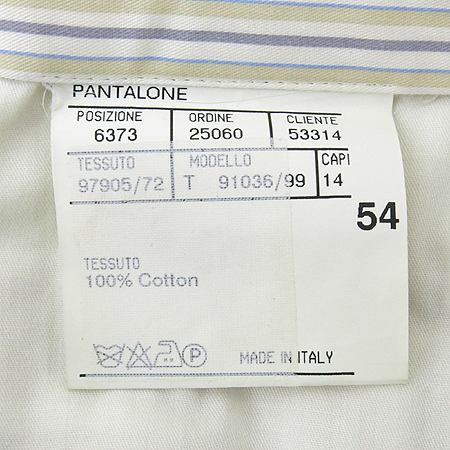 PANTALONE
POSIZIONE ORDINE CLIENTE
6373 25060 53314
TESSUTO MODELLO CAPI
97905/72 T 91036/99 14
54
TESSUTO
100% Cotton
P MADE IN ITALY